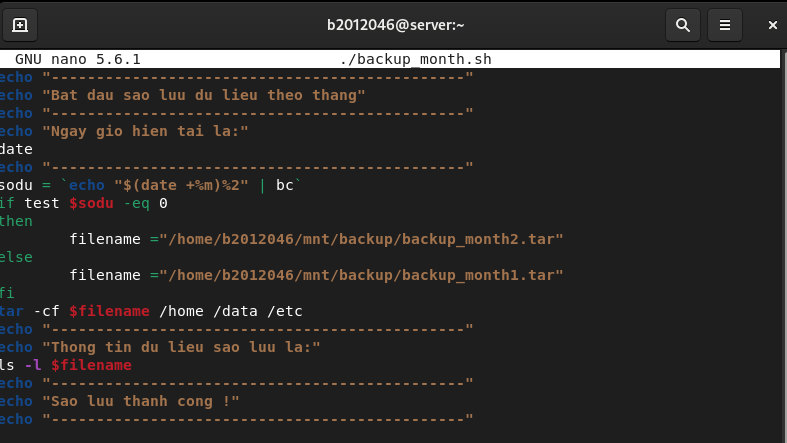 b2012046@server:~
GNU nano 5.6.1 ./backup_month.sh
echo "----------------------------------------------"
echo "Bat dau sao luu du lieu theo thang"
echo "----------------------------------------------"
echo "Ngay gio hien tai la:"
date
echo "----------------------------------------------"
sodu = `echo "$(date +%m)%2" | bc`
if test $sodu -eq 0
then
        filename ="/home/b2012046/mnt/backup/backup_month2.tar"
else
        filename ="/home/b2012046/mnt/backup/backup_month1.tar"
fi
tar -cf $filename /home /data /etc
echo "----------------------------------------------"
echo "Thong tin du lieu sao luu la:"
ls -l $filename
echo "----------------------------------------------"
echo "Sao luu thanh cong !"
echo "----------------------------------------------"